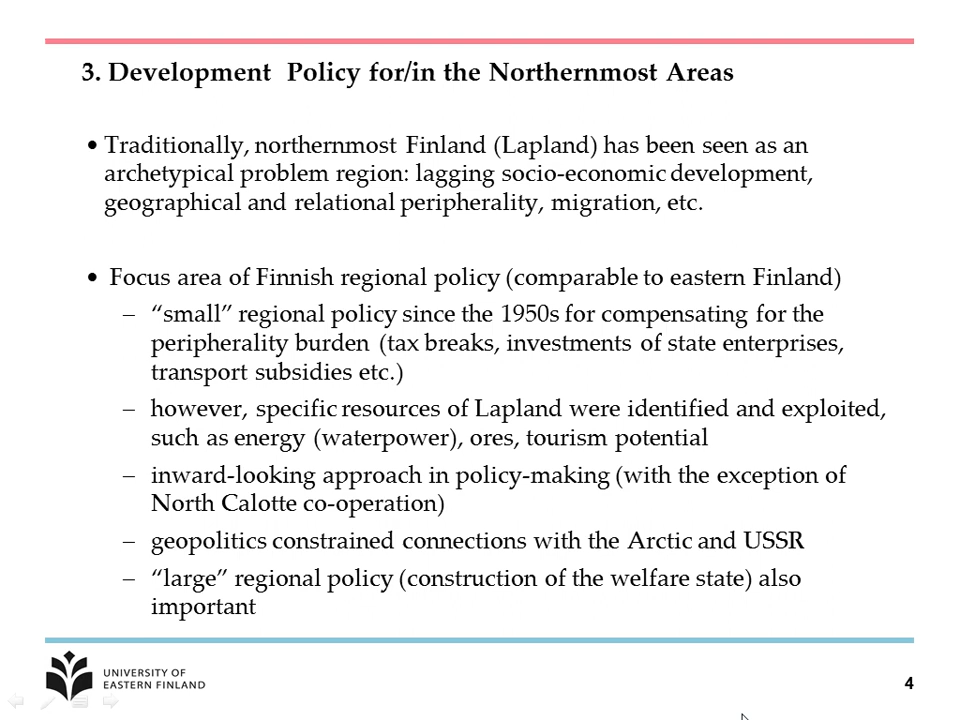 3. Development Policy for/in the Northernmost Areas
• Traditionally, northernmost Finland (Lapland) has been seen as an
archetypical problem region: lagging socio-economic development,
geographical and relational peripherality, migration, etc.
• Focus area of Finnish regional policy (comparable to eastern Finland)
– “small” regional policy since the 1950s for compensating for the
peripherality burden (tax breaks, investments of state enterprises,
transport subsidies etc.)
– however, specific resources of Lapland were identified and exploited,
such as energy (waterpower), ores, tourism potential
– inward-looking approach in policy-making (with the exception of
North Calotte co-operation)
– geopolitics constrained connections with the Arctic and USSR
– “large” regional policy (construction of the welfare state) also
important
UNIVERSITY OF
EASTERN FINLAND
4